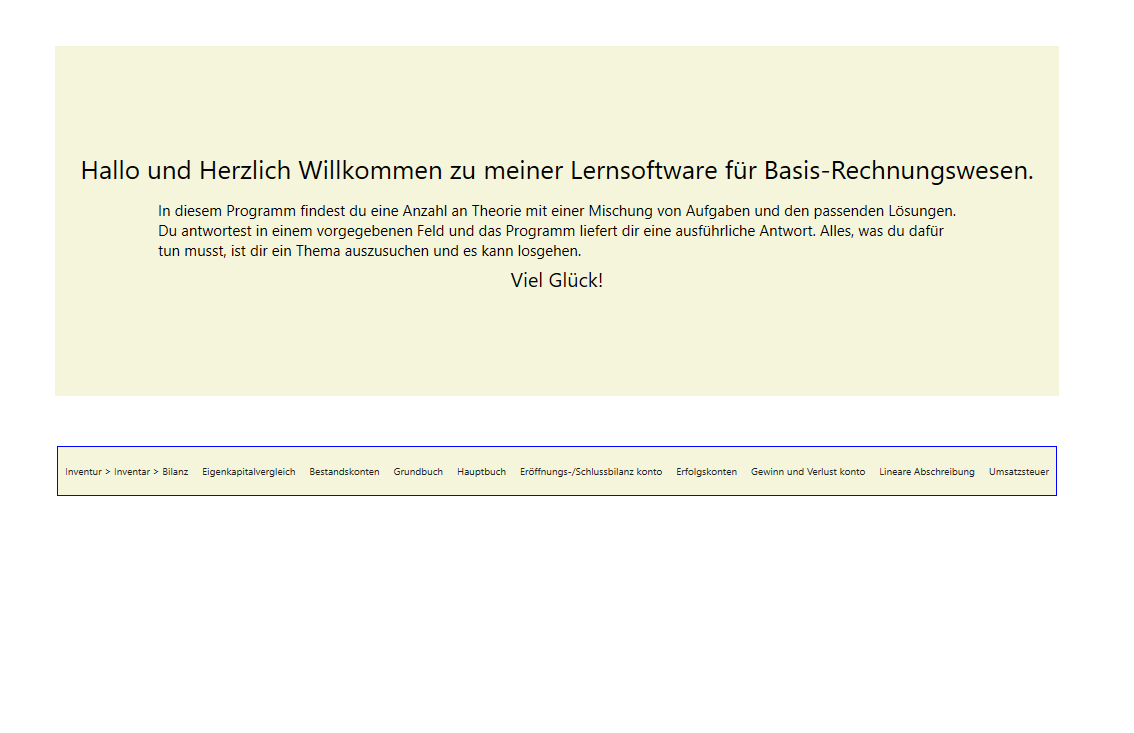 Hallo und Herzlich Willkommen zu meiner Lernsoftware für Basis-Rechnungswesen.
In diesem Programm findest du eine Anzahl an Theorie mit einer Mischung von Aufgaben und den passenden Lösungen.
Du antwortest in einem vorgegebenen Feld und das Programm liefert dir eine ausführliche Antwort. Alles, was du dafür
tun musst, ist dir ein Thema auszusuchen und es kann losgehen.
Viel Glück!
Inventur > Inventar > Bilanz Eigenkapitalvergleich Bestandskonten Grundbuch Hauptbuch Eröffnungs-/Schlussbilanz konto Erfolgskonten Gewinn und Verlust konto Lineare Abschreibung Umsatzsteuer